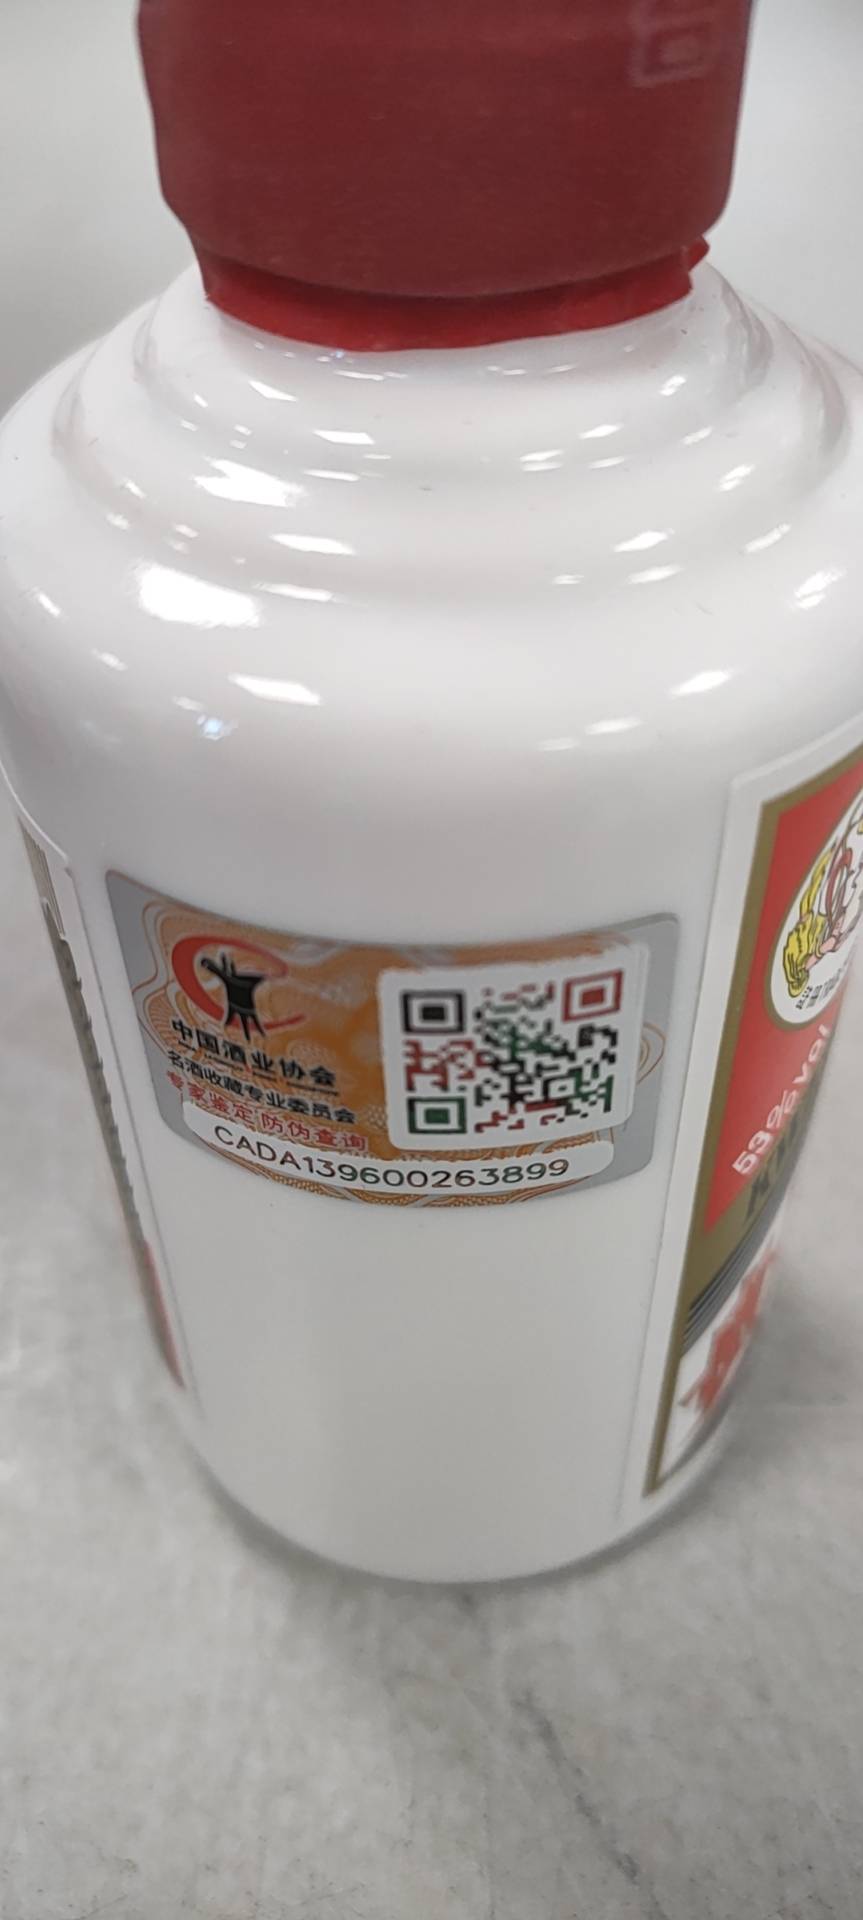 中国酒业协会
名酒收藏专业委员会
专家鉴定 防伪查询
CADA139600263899
53%vol